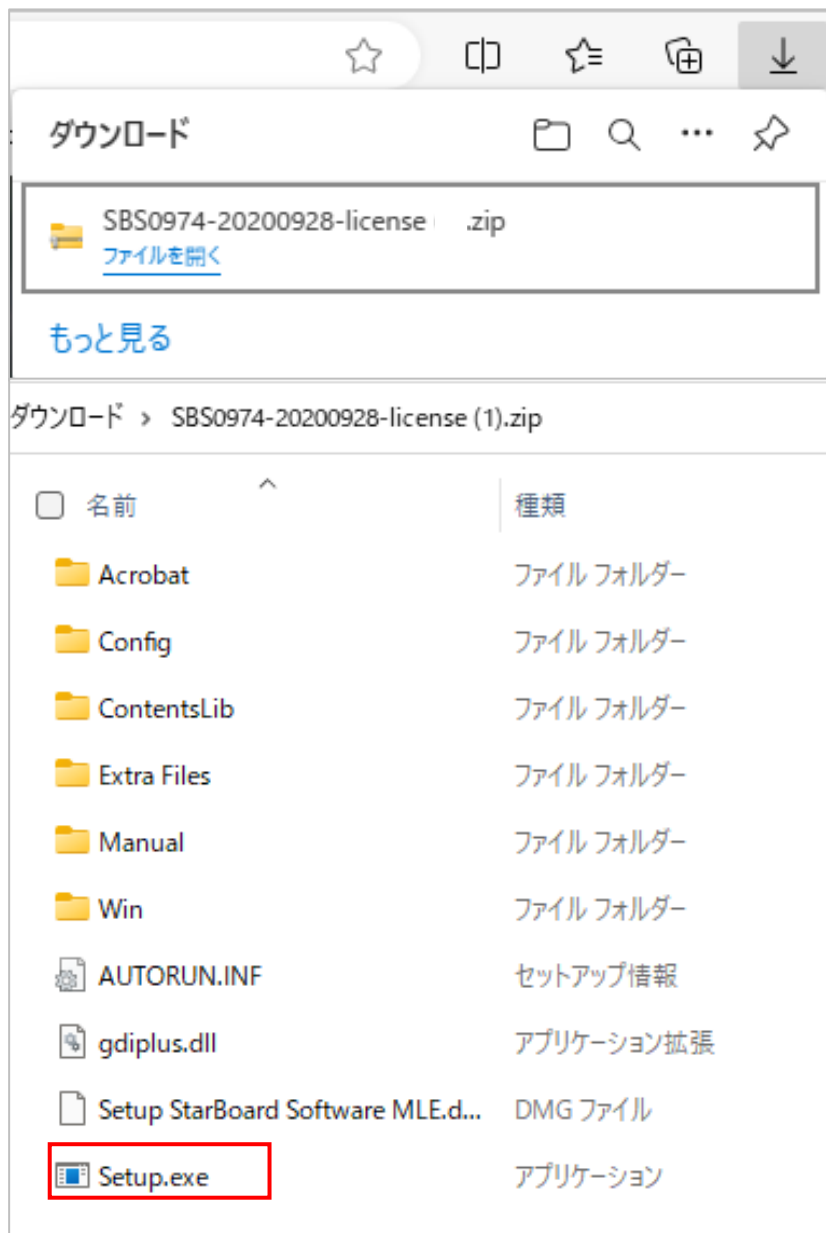 ダウンロード
SBS0974-20200928-license .zip
ファイルを開く
もっと見る
ダウンロード › SBS0974-20200928-license (1).zip
名前 種類
Acrobat ファイル フォルダー
Config ファイル フォルダー
ContentsLib ファイル フォルダー
Extra Files ファイル フォルダー
Manual ファイル フォルダー
Win ファイル フォルダー
AUTORUN.INF セットアップ情報
gdiplus.dll アプリケーション拡張
Setup StarBoard Software MLE.d... DMG ファイル
Setup.exe アプリケーション